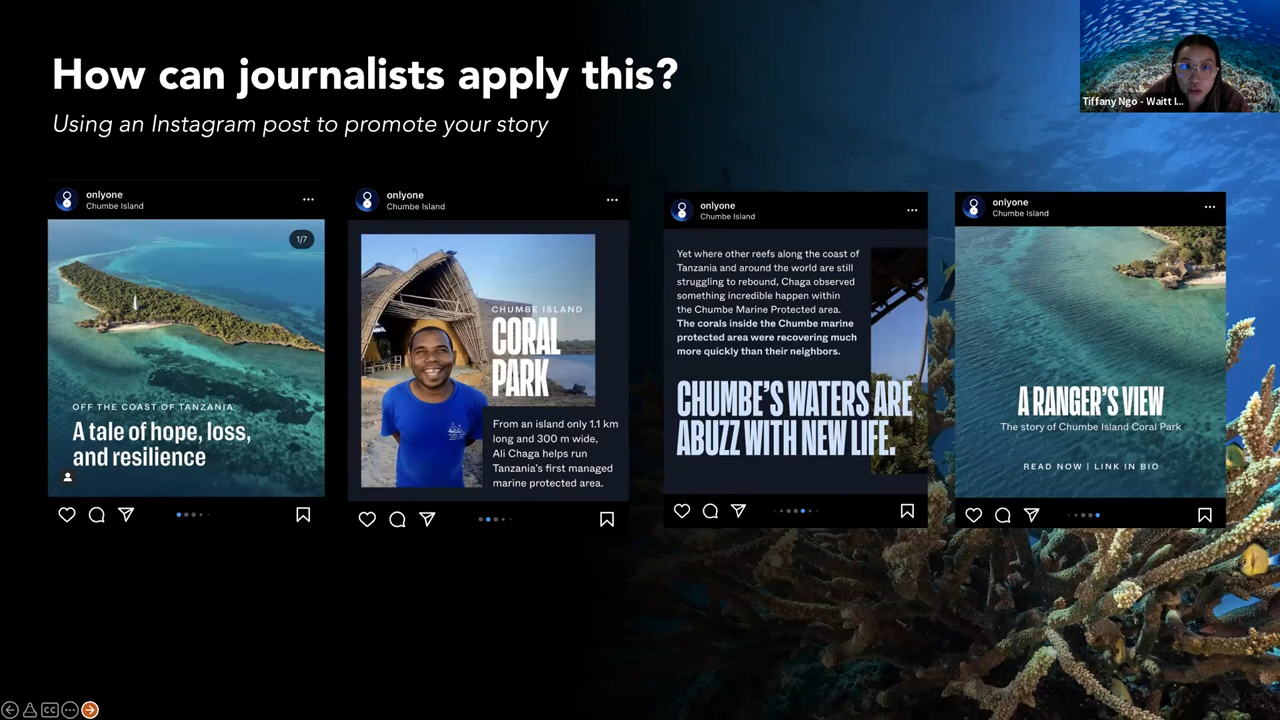 How can journalists apply this?
Using an Instagram post to promote your story
Tiffany Ngo - Waitt I...
onlyone
Chumbe Island
1/7
OFF THE COAST OF TANZANIA
A tale of hope, loss,
and resilience
onlyone
Chumbe Island
CHUMBE ISLAND
CORAL
PARK
From an island only 1.1 km
long and 300 m wide,
Ali Chaga helps run
Tanzania's first managed
marine protected area.
onlyone
Chumbe Island
Yet where other reefs along the coast of
Tanzania and around the world are still
struggling to rebound, Chaga observed
something incredible happen within
the Chumbe Marine Protected area.
The corals inside the Chumbe marine
protected area were recovering much
more quickly than their neighbors.
CHUMBE'S WATERS ARE
ABUZZ WITH NEW LIFE.
onlyone
Chumbe Island
A RANGER'S VIEW
The story of Chumbe Island Coral Park
READ NOW | LINK IN BIO
CC